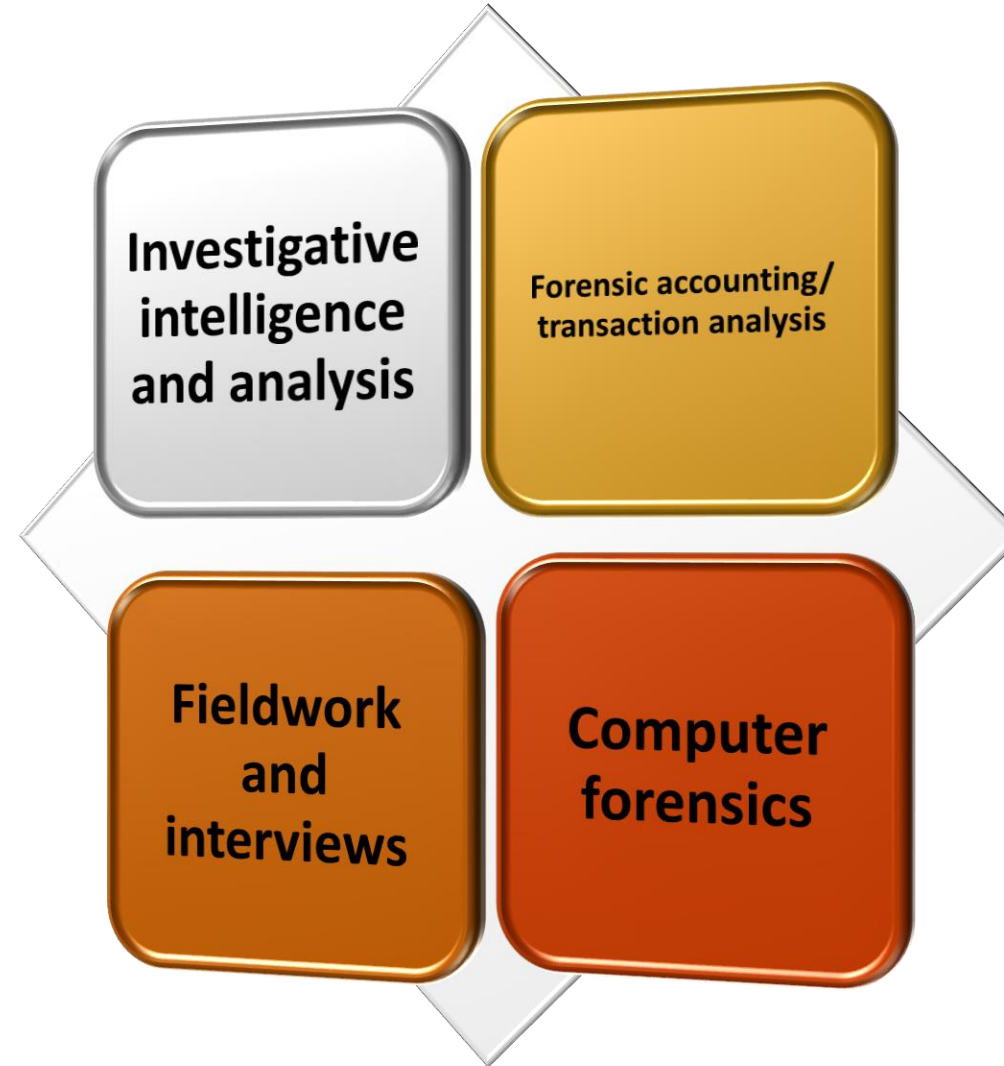 Investigative
intelligence
and analysis
Forensic accounting/
transaction analysis
Fieldwork
and
interviews
Computer
forensics